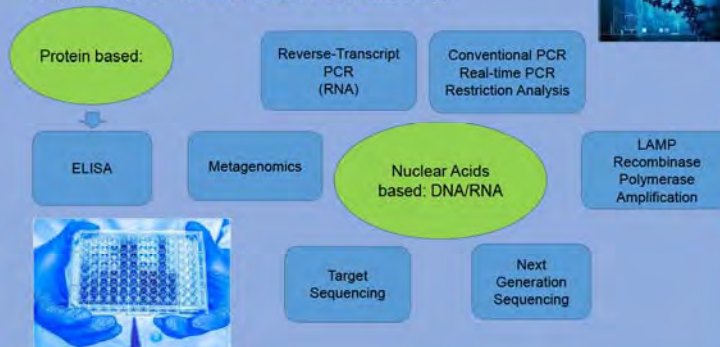 Protein based:
Reverse-Transcript
PCR
(RNA)
Conventional PCR
Real-time PCR
Restriction Analysis
ELISA
Metagenomics
Nuclear Acids
based: DNA/RNA
LAMP
Recombinase
Polymerase
Amplification
Target
Sequencing
Next
Generation
Sequencing